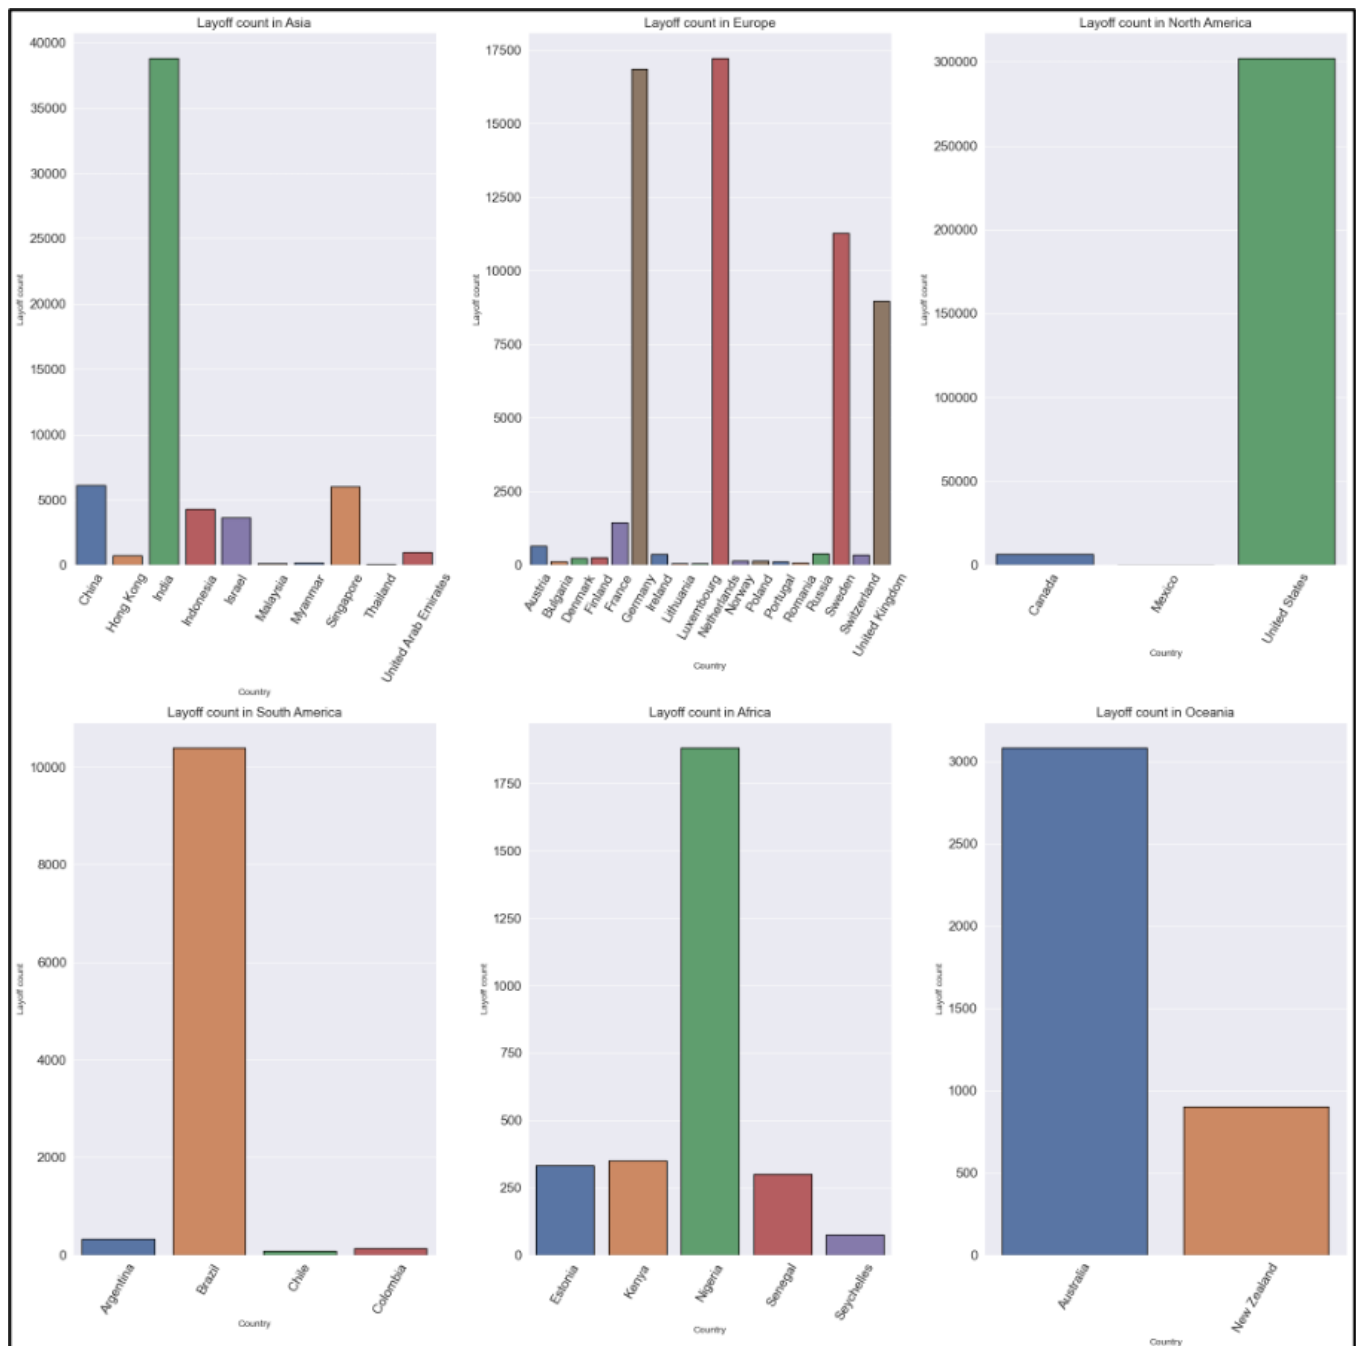 Layoff count in Asia
40000
35000
30000
25000
20000
15000
10000
5000
0
Layoff count
China
Hong Kong
India
Indonesia
Israel
Malaysia
Myanmar
Singapore
Thailand
United Arab Emirates
Country
Layoff count in Europe
17500
15000
12500
10000
7500
5000
2500
0
Layoff count
Austria
Bulgaria
Denmark
Finland
France
Germany
Ireland
Lithuania
Luxembourg
Netherlands
Norway
Poland
Portugal
Romania
Russia
Sweden
Switzerland
United Kingdom
Country
Layoff count in North America
300000
250000
200000
150000
100000
50000
0
Layoff count
Canada
Mexico
United States
Country
Layoff count in South America
10000
8000
6000
4000
2000
0
Layoff count
Argentina
Brazil
Chile
Colombia
Country
Layoff count in Africa
1750
1500
1250
1000
750
500
250
0
Layoff count
Estonia
Kenya
Nigeria
Senegal
Seychelles
Country
Layoff count in Oceania
3000
2500
2000
1500
1000
500
0
Layoff count
Australia
New Zealand
Country